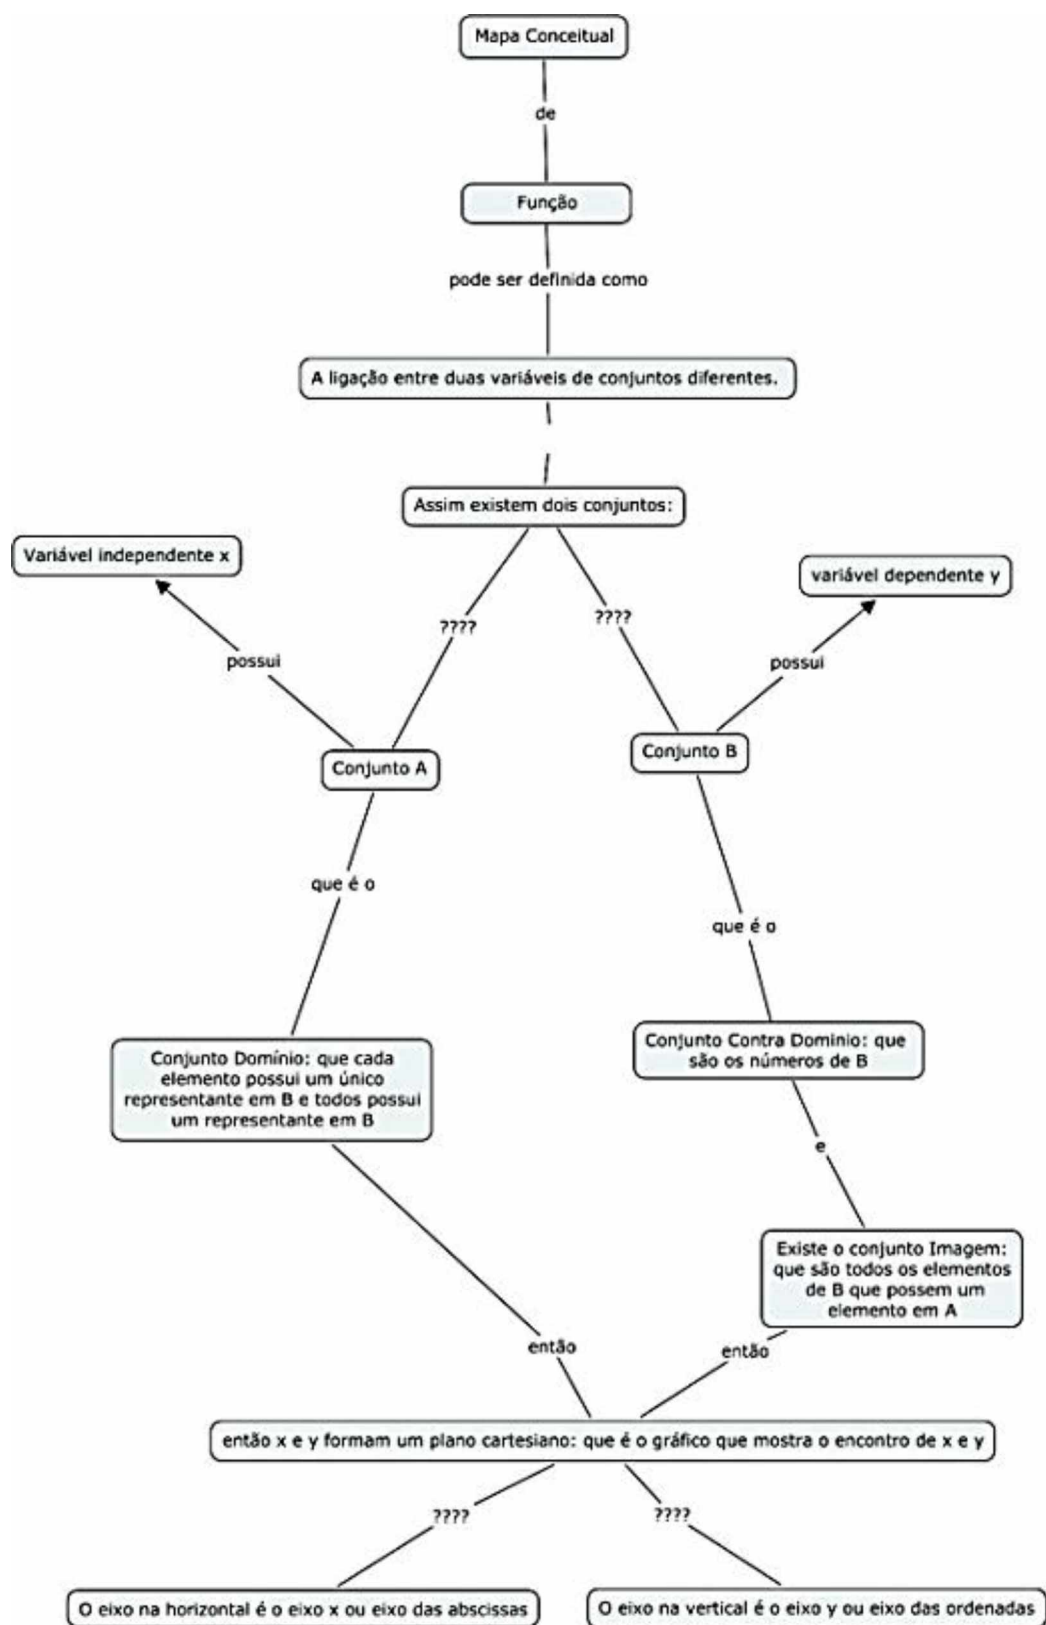 Mapa Conceitual
de
Função
pode ser definida como
A ligação entre duas variáveis de conjuntos diferentes.
Assim existem dois conjuntos:
Variável independente x
variável dependente y
????
????
possui
possui
Conjunto A
Conjunto B
que é o
que é o
Conjunto Domínio: que cada
elemento possui um único
representante em B e todos possui
um representante em B
Conjunto Contra Dominio: que
são os números de B
e
Existe o conjunto Imagem:
que são todos os elementos
de B que possem um
elemento em A
então
então
então x e y formam um plano cartesiano: que é o gráfico que mostra o encontro de x e y
????
????
O eixo na horizontal é o eixo x ou eixo das abscissas
O eixo na vertical é o eixo y ou eixo das ordenadas